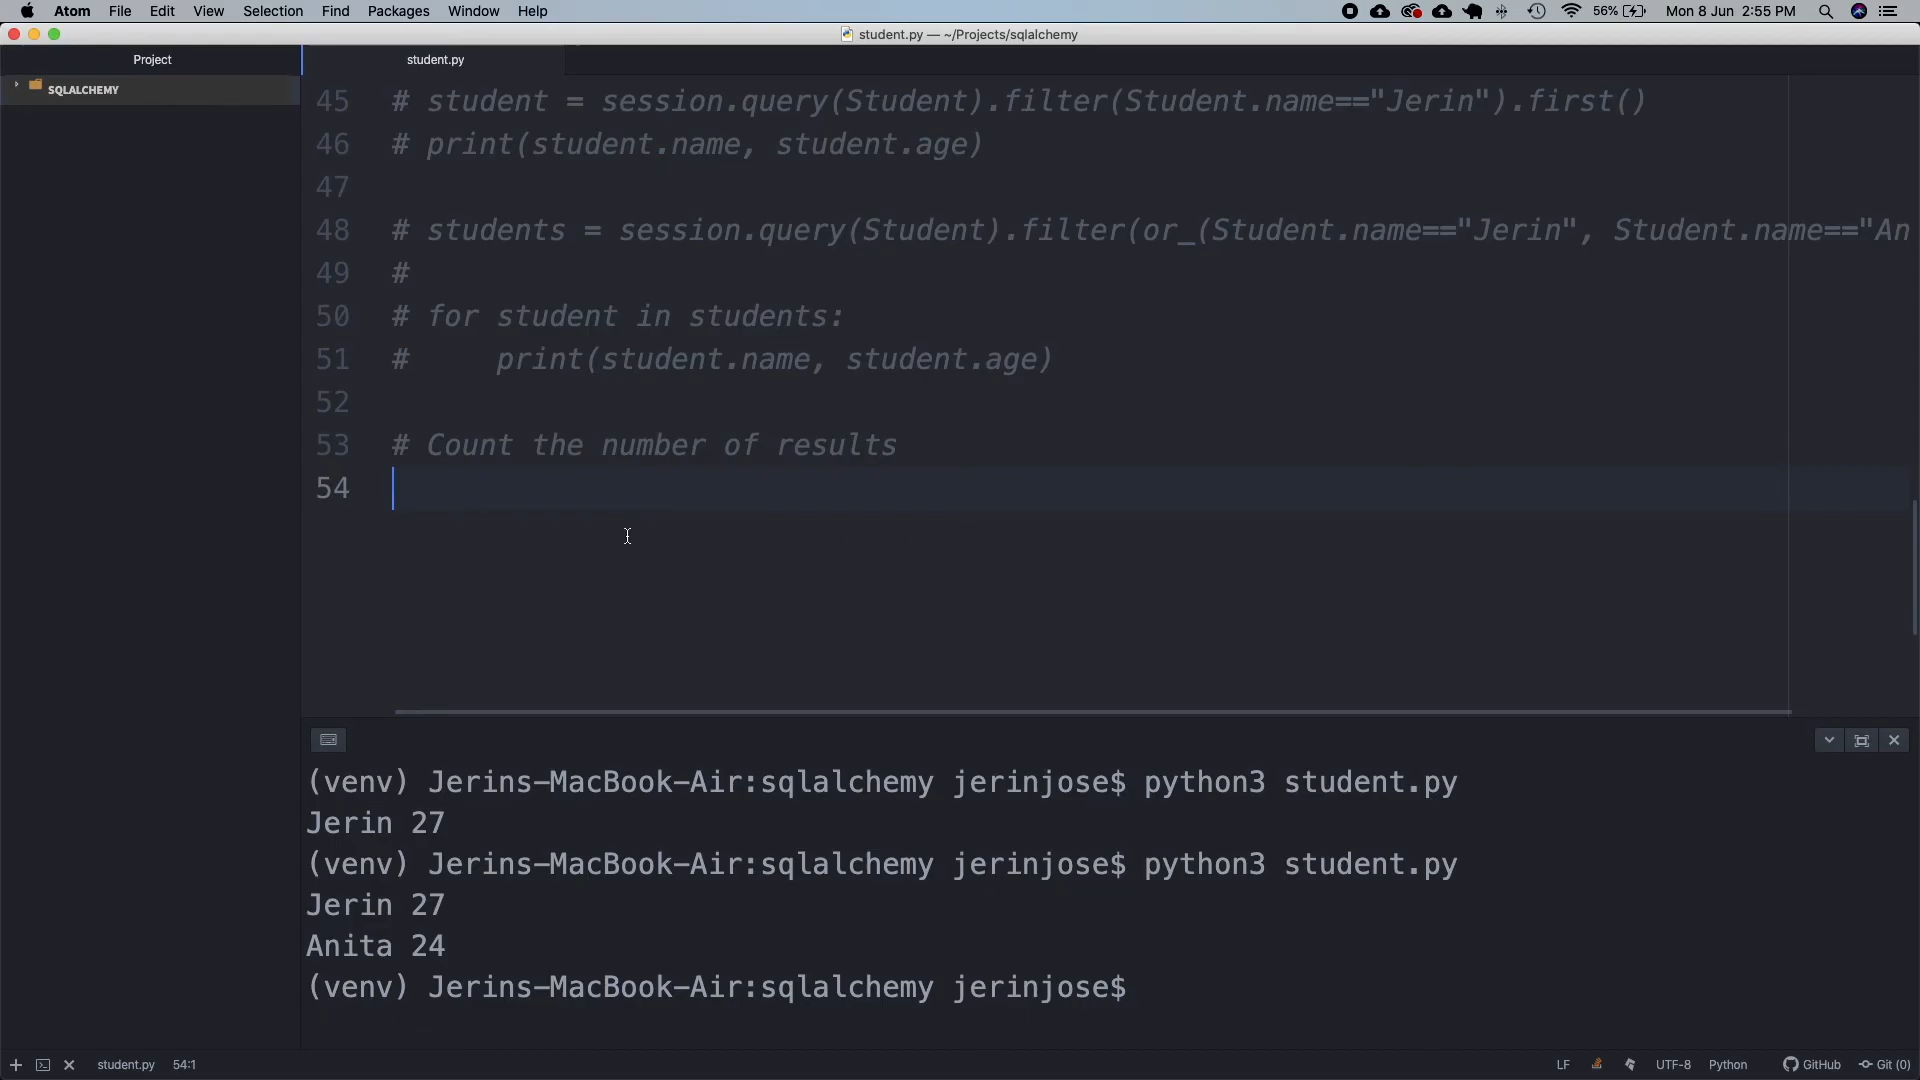 Atom File Edit View Selection Find Packages Window Help 56% Mon 8 Jun 2:55 PM
student.py — ~/Projects/sqlalchemy
Project
student.py
SQLALCHEMY
45 # student = session.query(Student).filter(Student.name=="Jerin").first()
46 # print(student.name, student.age)
47
48 # students = session.query(Student).filter(or_(Student.name=="Jerin", Student.name=="An
49 #
50 # for student in students:
51 #     print(student.name, student.age)
52
53 # Count the number of results
54
(venv) Jerins-MacBook-Air:sqlalchemy jerinjose$ python3 student.py
Jerin 27
(venv) Jerins-MacBook-Air:sqlalchemy jerinjose$ python3 student.py
Jerin 27
Anita 24
(venv) Jerins-MacBook-Air:sqlalchemy jerinjose$
student.py 54:1 LF UTF-8 Python GitHub Git (0)